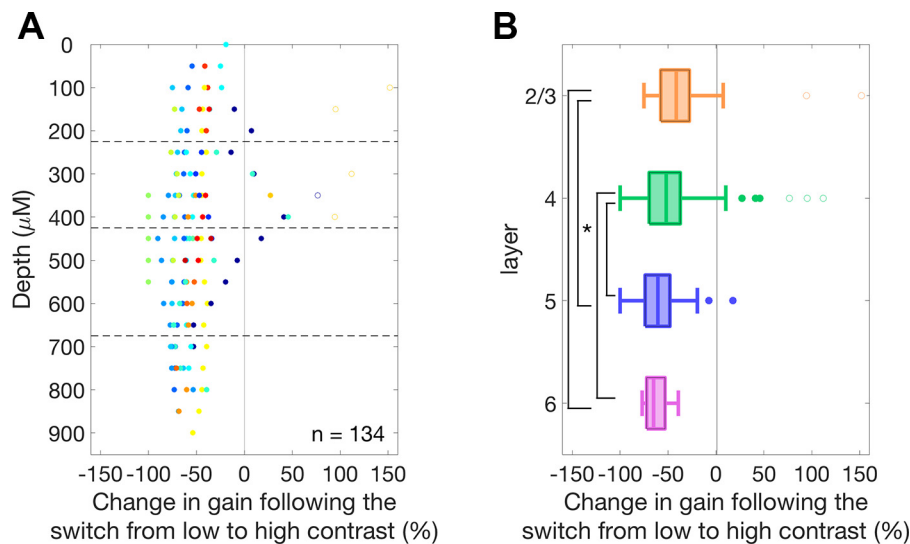 A
0
100
200
300
400
500
600
700
800
900
Depth (μM)
n = 134
-150 -100 -50 0 50 100 150
Change in gain following the
switch from low to high contrast (%)
B
2/3
4
5
6
layer
*
-150 -100 -50 0 50 100 150
Change in gain following the
switch from low to high contrast (%)